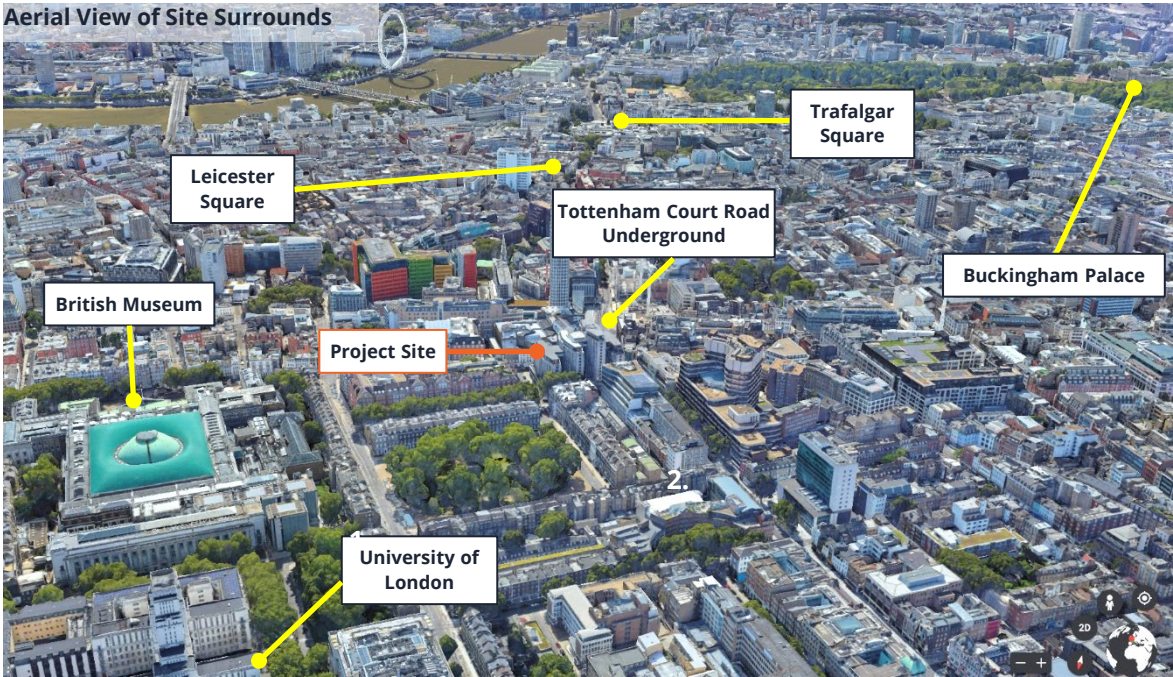 Aerial View of Site Surrounds
Trafalgar
Square
Leicester
Square
Tottenham Court Road
Underground
Buckingham Palace
British Museum
Project Site
2.
University of
London
2D
− +